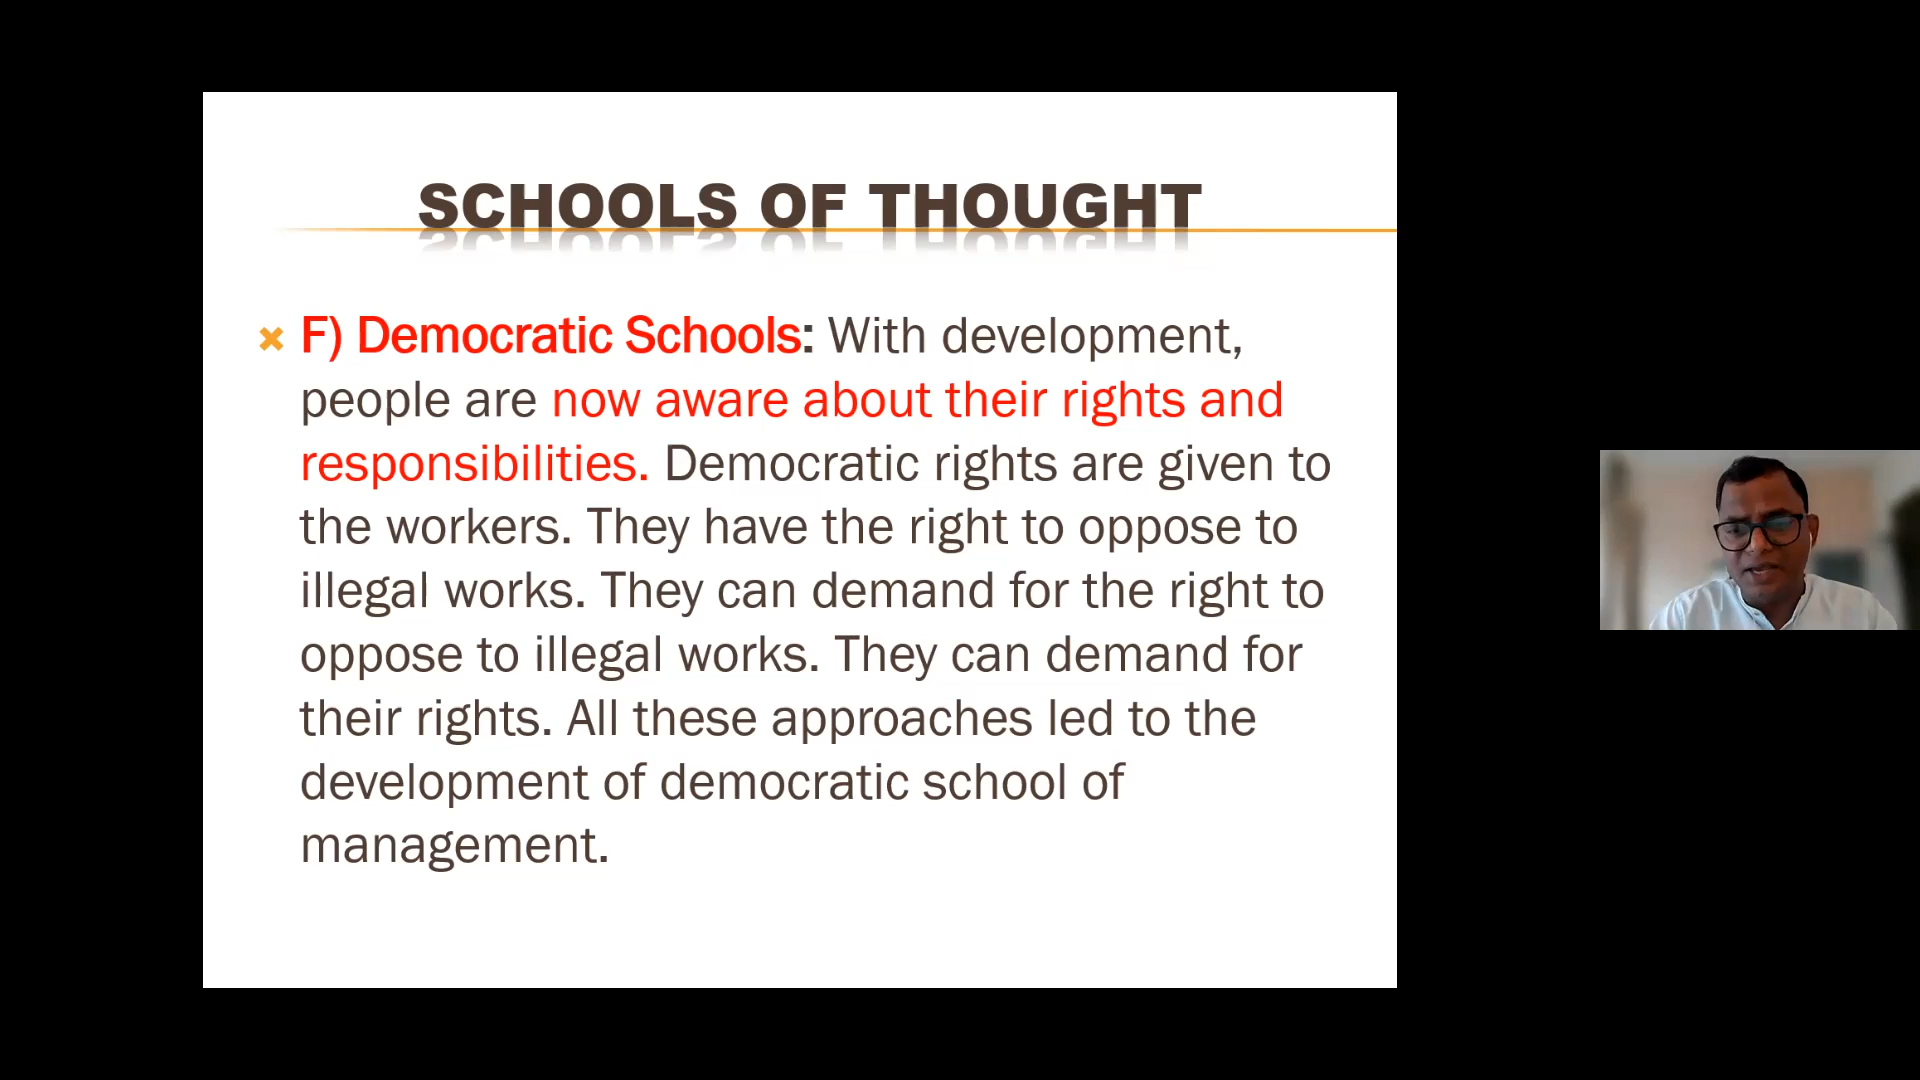 SCHOOLS OF THOUGHT
F) Democratic Schools: With development,
people are now aware about their rights and
responsibilities. Democratic rights are given to
the workers. They have the right to oppose to
illegal works. They can demand for the right to
oppose to illegal works. They can demand for
their rights. All these approaches led to the
development of democratic school of
management.